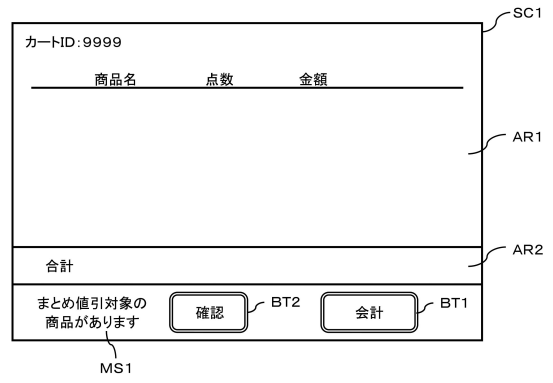 SC1
カートID:9999
商品名 点数 金額
AR1
AR2
合計
まとめ値引対象の
商品があります
確認
BT2
会計
BT1
MS1